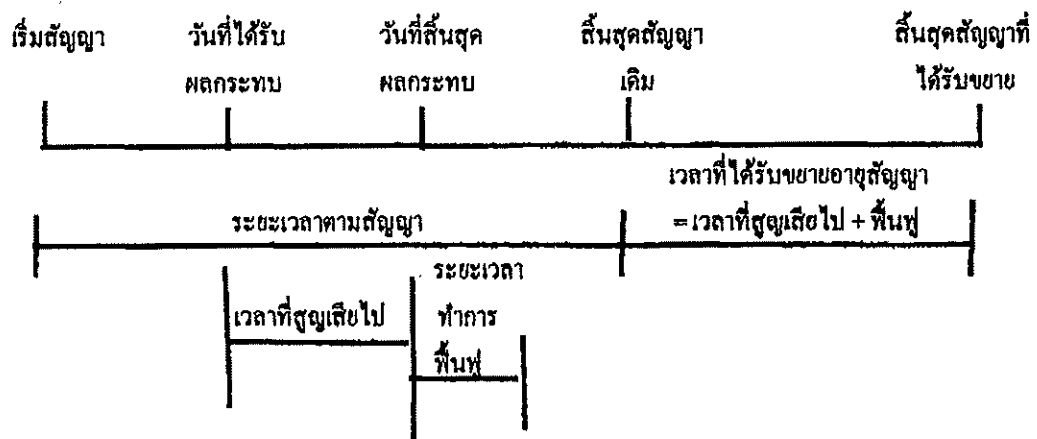 เริ่มสัญญา วันที่ได้รับ วันที่สิ้นสุด สิ้นสุดสัญญา สิ้นสุดสัญญาที่
ผลกระทบ ผลกระทบ เดิม ได้รับขยาย
เวลาที่ได้รับขยายอายุสัญญา
ระยะเวลาตามสัญญา =เวลาที่สูญเสียไป + ฟื้นฟู
ระยะเวลา
เวลาที่สูญเสียไป ทำการ
ฟื้นฟู